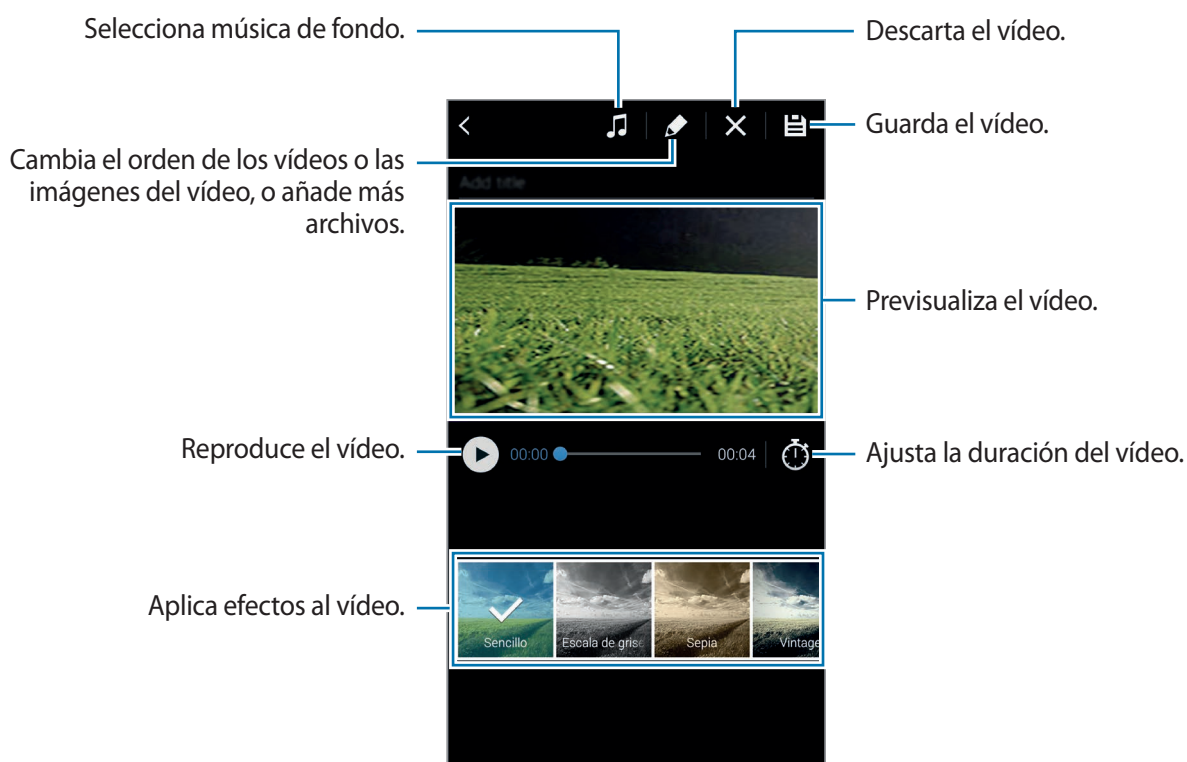 Selecciona música de fondo.
Descarta el vídeo.
Guarda el vídeo.
Cambia el orden de los vídeos o las
imágenes del vídeo, o añade más
archivos.
Add title
Previsualiza el vídeo.
Reproduce el vídeo.
00:00
00:04
Ajusta la duración del vídeo.
Aplica efectos al vídeo.
Sencillo
Escala de grise
Sepia
Vintage